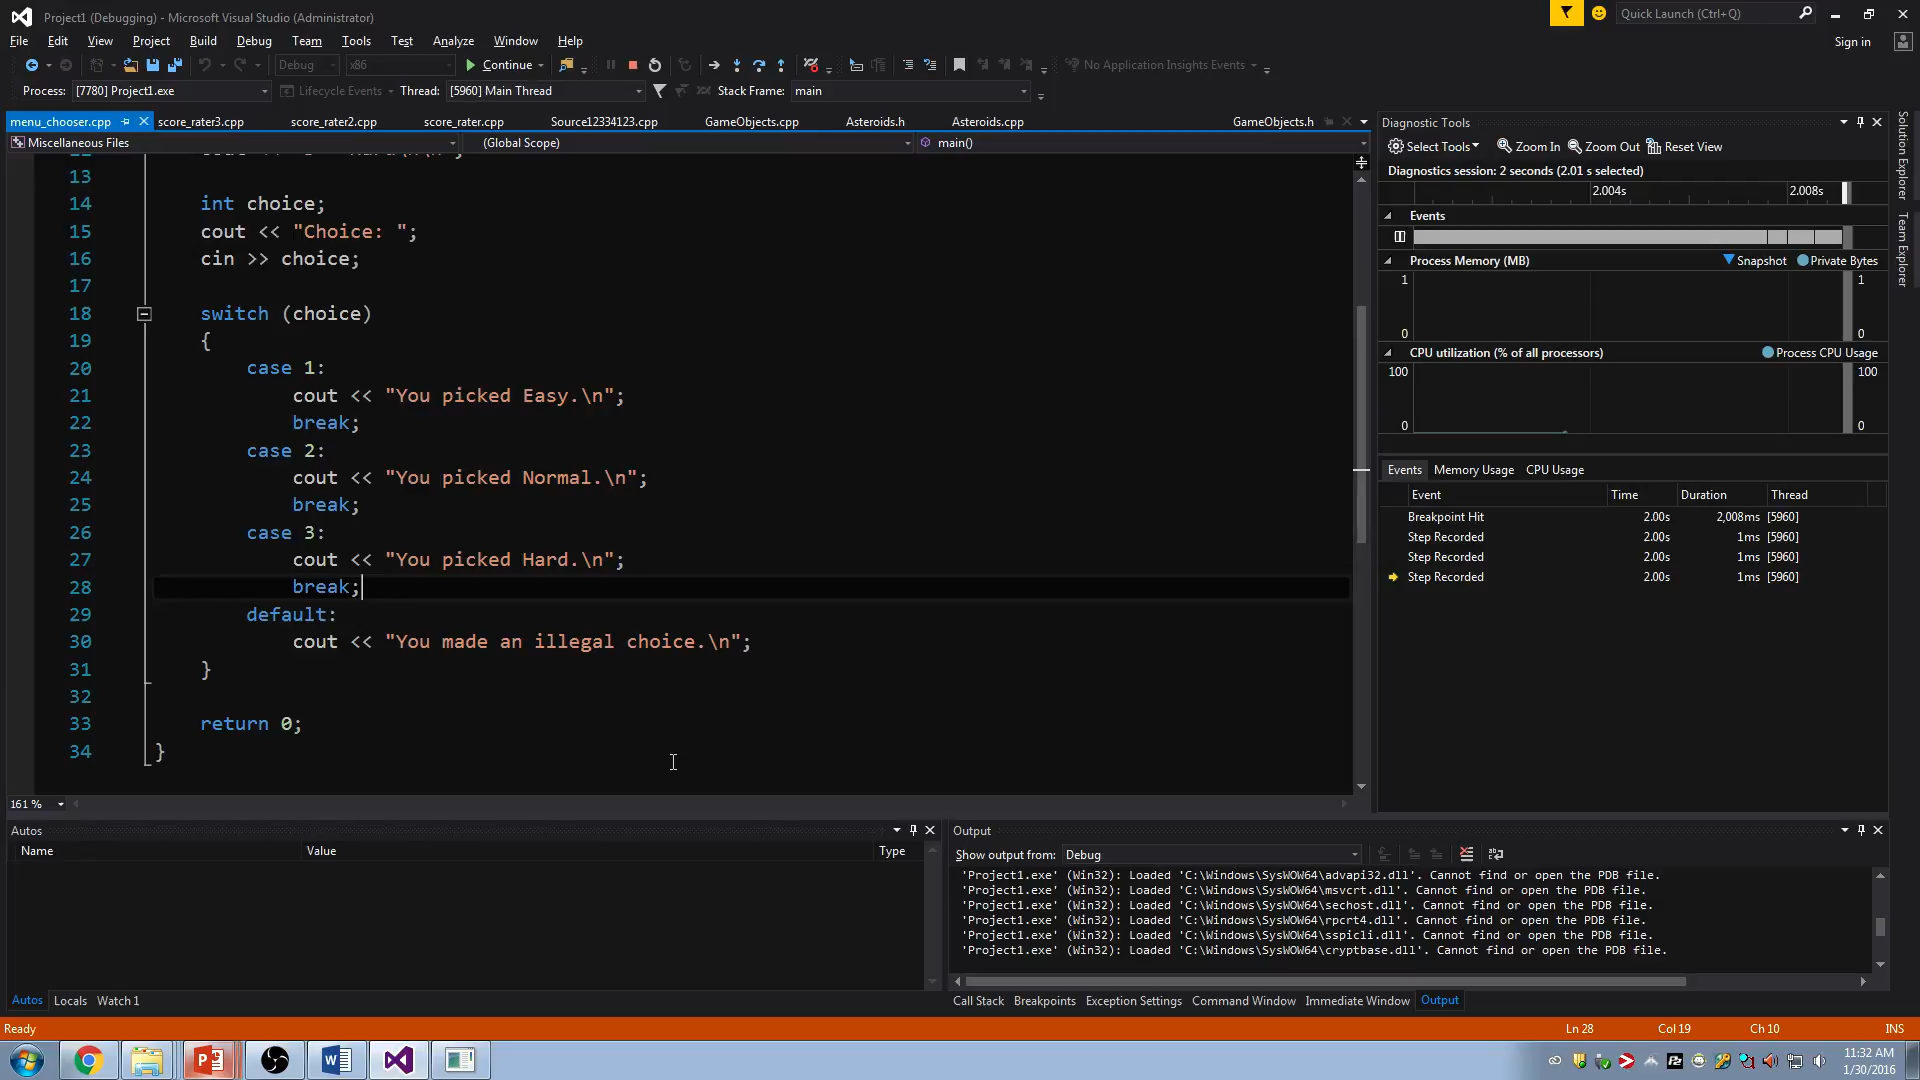 Project1 (Debugging) - Microsoft Visual Studio (Administrator)
Quick Launch (Ctrl+Q)
File Edit View Project Build Debug Team Tools Test Analyze Window Help
Sign in
Debug x86 Continue No Application Insights Events
Process: [7780] Project1.exe Lifecycle Events Thread: [5960] Main Thread Stack Frame: main
menu_chooser.cpp score_rater3.cpp score_rater2.cpp score_rater.cpp Source12334123.cpp GameObjects.cpp Asteroids.h Asteroids.cpp GameObjects.h
Miscellaneous Files (Global Scope) main()
13
14 int choice;
15 cout << "Choice: ";
16 cin >> choice;
17
18 switch (choice)
19 {
20 case 1:
21 cout << "You picked Easy.\n";
22 break;
23 case 2:
24 cout << "You picked Normal.\n";
25 break;
26 case 3:
27 cout << "You picked Hard.\n";
28 break;
29 default:
30 cout << "You made an illegal choice.\n";
31 }
32
33 return 0;
34 }
161 %
Diagnostic Tools
Select Tools Zoom In Zoom Out Reset View
Diagnostics session: 2 seconds (2.01 s selected)
2.004s 2.008s
Events
Process Memory (MB) Snapshot Private Bytes
1 1
0 0
CPU utilization (% of all processors) Process CPU Usage
100 100
0 0
Events Memory Usage CPU Usage
Event Time Duration Thread
Breakpoint Hit 2.00s 2,008ms [5960]
Step Recorded 2.00s 1ms [5960]
Step Recorded 2.00s 1ms [5960]
Step Recorded 2.00s 1ms [5960]
Solution Explorer
Team Explorer
Autos
Name Value Type
Autos Locals Watch 1
Output
Show output from: Debug
'Project1.exe' (Win32): Loaded 'C:\Windows\SysWOW64\advapi32.dll'. Cannot find or open the PDB file.
'Project1.exe' (Win32): Loaded 'C:\Windows\SysWOW64\msvcrt.dll'. Cannot find or open the PDB file.
'Project1.exe' (Win32): Loaded 'C:\Windows\SysWOW64\sechost.dll'. Cannot find or open the PDB file.
'Project1.exe' (Win32): Loaded 'C:\Windows\SysWOW64\rpcrt4.dll'. Cannot find or open the PDB file.
'Project1.exe' (Win32): Loaded 'C:\Windows\SysWOW64\sspicli.dll'. Cannot find or open the PDB file.
'Project1.exe' (Win32): Loaded 'C:\Windows\SysWOW64\cryptbase.dll'. Cannot find or open the PDB file.
Call Stack Breakpoints Exception Settings Command Window Immediate Window Output
Ready Ln 28 Col 19 Ch 10 INS
11:32 AM
1/30/2016